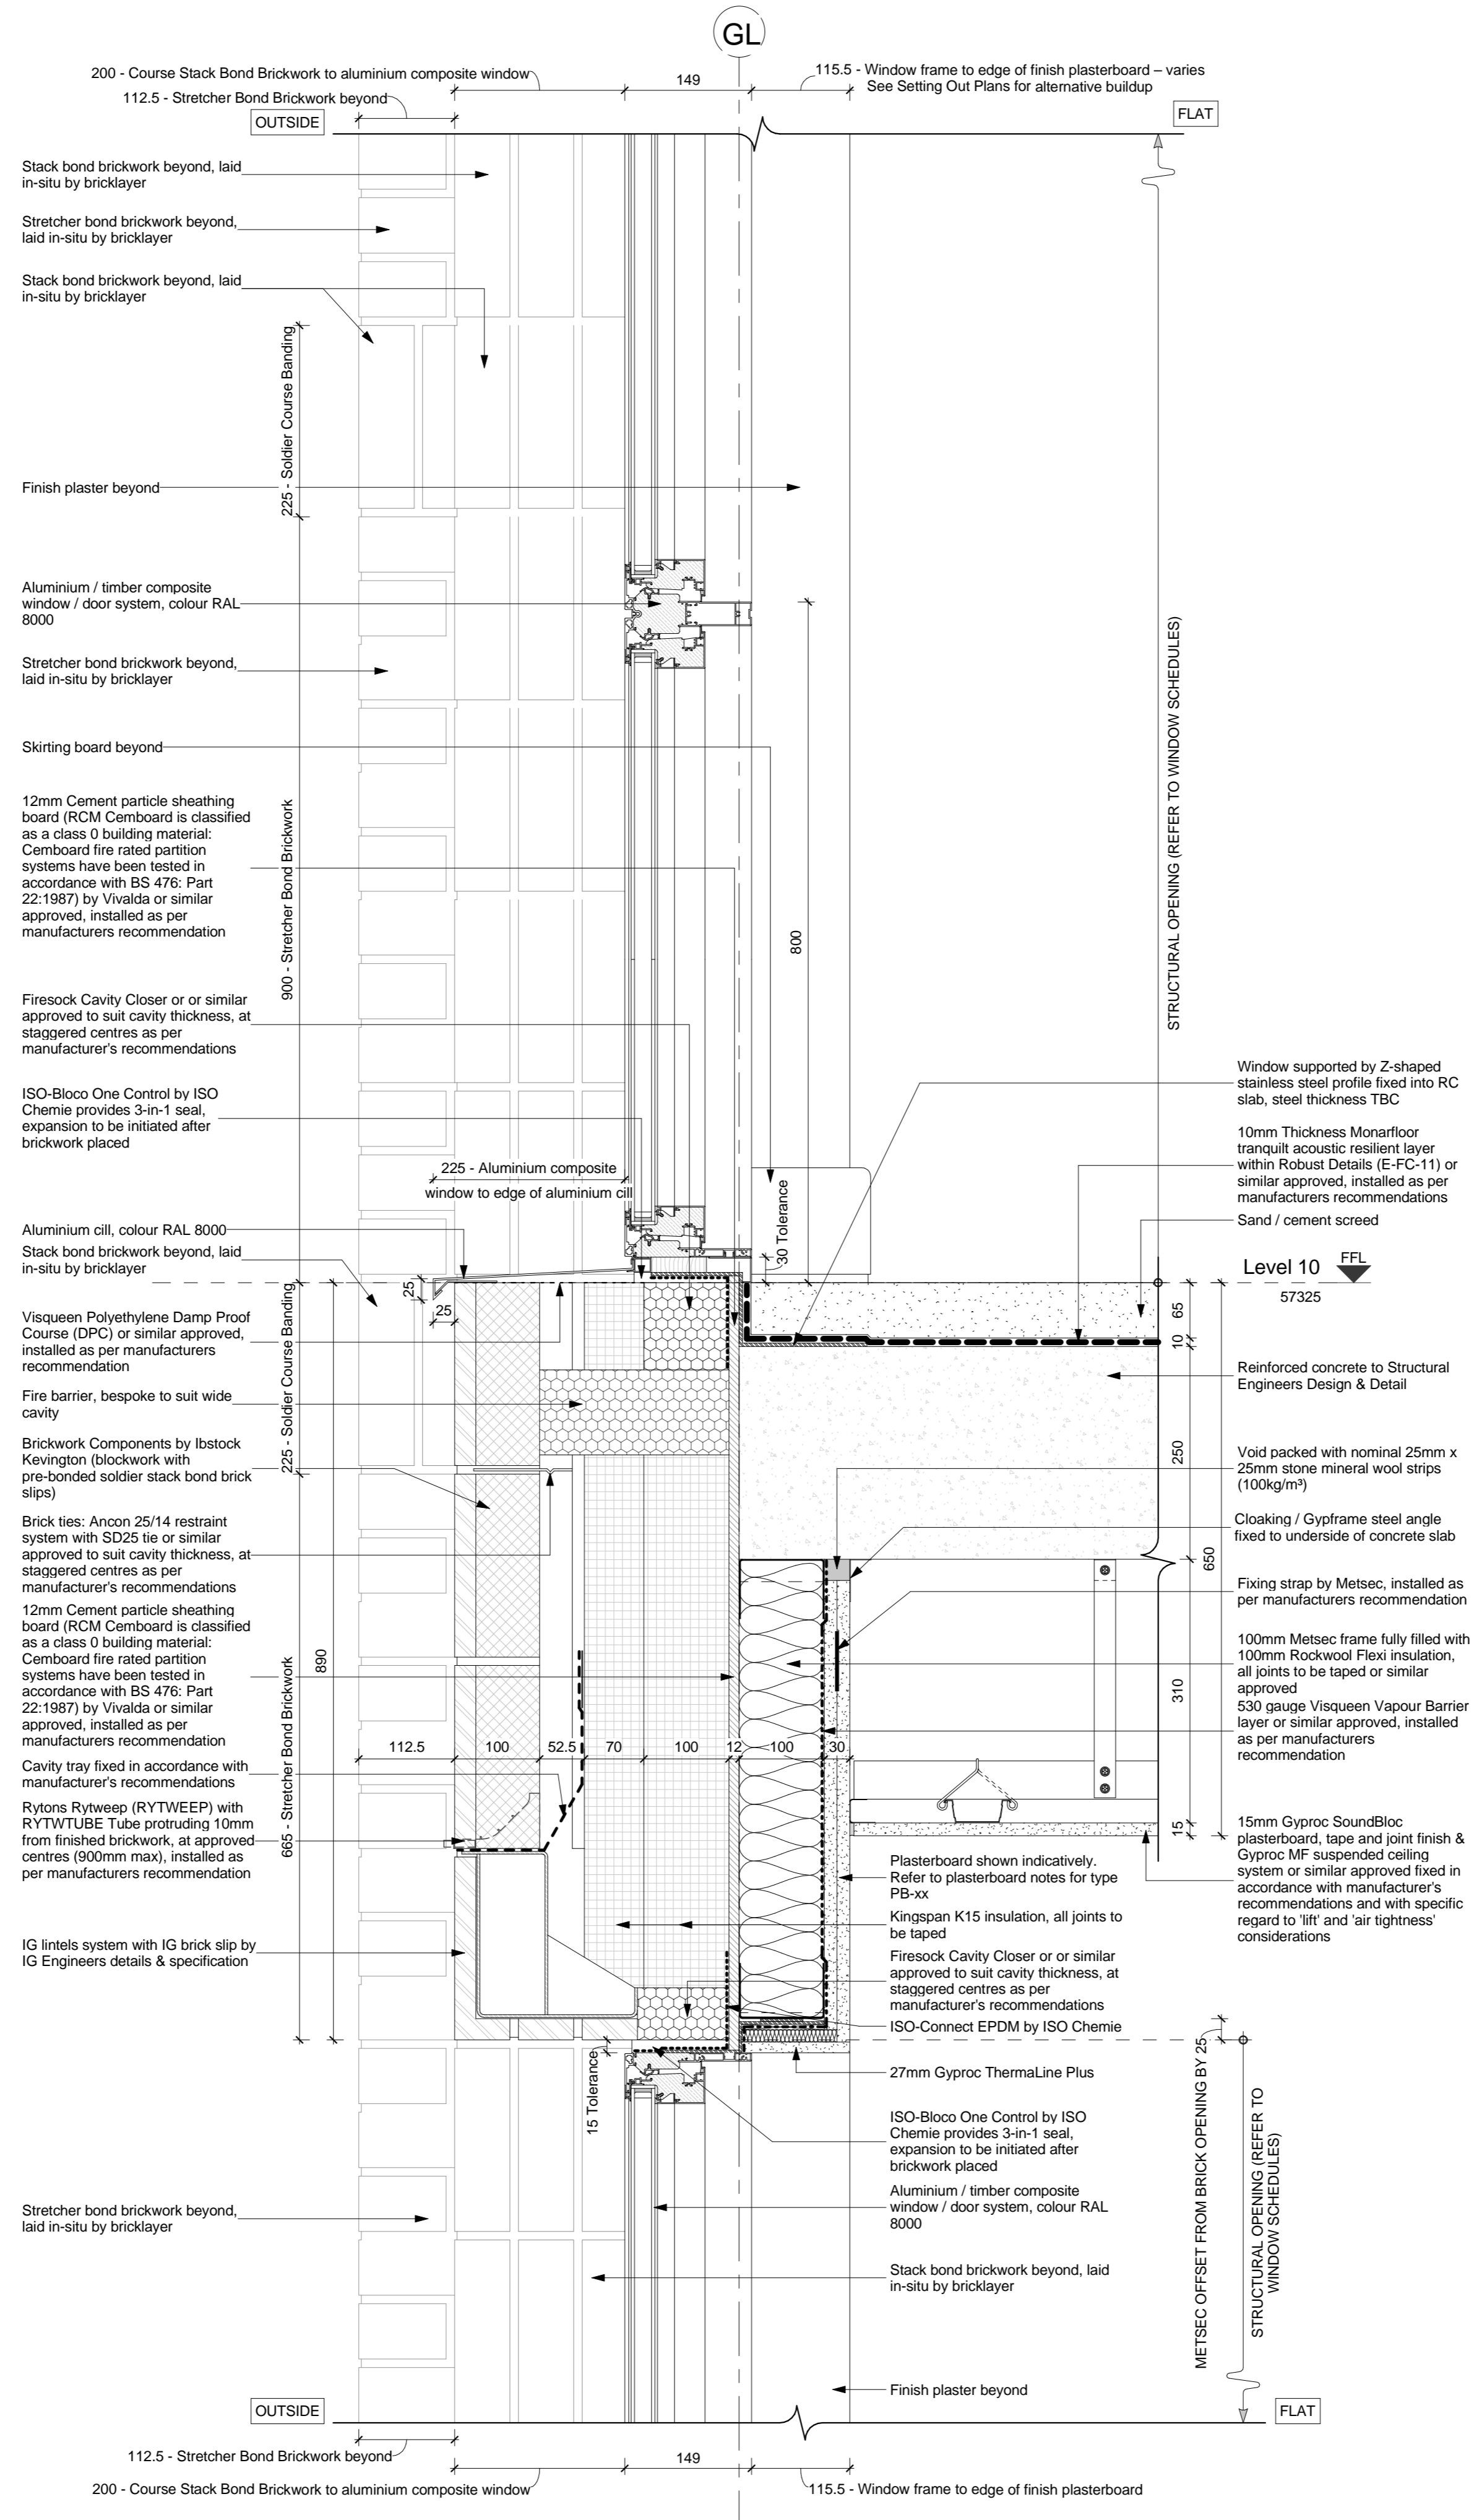 GL
200 - Course Stack Bond Brickwork to aluminium composite window
149
115.5 - Window frame to edge of finish plasterboard – varies
See Setting Out Plans for alternative buildup
112.5 - Stretcher Bond Brickwork beyond
OUTSIDE
FLAT
Stack bond brickwork beyond, laid
in-situ by bricklayer
Stretcher bond brickwork beyond,
laid in-situ by bricklayer
Stack bond brickwork beyond, laid
in-situ by bricklayer
225 - Soldier Course Banding
Finish plaster beyond
Aluminium / timber composite
window / door system, colour RAL
8000
Stretcher bond brickwork beyond,
laid in-situ by bricklayer
Skirting board beyond
12mm Cement particle sheathing
board (RCM Cemboard is classified
as a class 0 building material:
Cemboard fire rated partition
systems have been tested in
accordance with BS 476: Part
22:1987) by Vivalda or similar
approved, installed as per
manufacturers recommendation
900 - Stretcher Bond Brickwork
800
STRUCTURAL OPENING (REFER TO WINDOW SCHEDULES)
Firesock Cavity Closer or or similar
approved to suit cavity thickness, at
staggered centres as per
manufacturer's recommendations
ISO-Bloco One Control by ISO
Chemie provides 3-in-1 seal,
expansion to be initiated after
brickwork placed
225 - Aluminium composite
window to edge of aluminium cill
30 Tolerance
Aluminium cill, colour RAL 8000
Stack bond brickwork beyond, laid
in-situ by bricklayer
25
25
Visqueen Polyethylene Damp Proof
Course (DPC) or similar approved,
installed as per manufacturers
recommendation
Fire barrier, bespoke to suit wide
cavity
225 - Soldier Course Banding
Brickwork Components by Ibstock
Kevington (blockwork with
pre-bonded soldier stack bond brick
slips)
Brick ties: Ancon 25/14 restraint
system with SD25 tie or similar
approved to suit cavity thickness, at
staggered centres as per
manufacturer's recommendations
12mm Cement particle sheathing
board (RCM Cemboard is classified
as a class 0 building material:
Cemboard fire rated partition
systems have been tested in
accordance with BS 476: Part
22:1987) by Vivalda or similar
approved, installed as per
manufacturers recommendation
Cavity tray fixed in accordance with
manufacturer's recommendations
Rytons Rytweep (RYTWEEP) with
RYTWTUBE Tube protruding 10mm
from finished brickwork, at approved
centres (900mm max), installed as
per manufacturers recommendation
IG lintels system with IG brick slip by
IG Engineers details & specification
665 - Stretcher Bond Brickwork
890
112.5
100
52.5
70
100
12
100
30
Window supported by Z-shaped
stainless steel profile fixed into RC
slab, steel thickness TBC
10mm Thickness Monarfloor
tranquilt acoustic resilient layer
within Robust Details (E-FC-11) or
similar approved, installed as per
manufacturers recommendations
Sand / cement screed
Level 10
FFL
57325
65
10
250
650
310
15
Reinforced concrete to Structural
Engineers Design & Detail
Void packed with nominal 25mm x
25mm stone mineral wool strips
(100kg/m³)
Cloaking / Gypframe steel angle
fixed to underside of concrete slab
Fixing strap by Metsec, installed as
per manufacturers recommendation
100mm Metsec frame fully filled with
100mm Rockwool Flexi insulation,
all joints to be taped or similar
approved
530 gauge Visqueen Vapour Barrier
layer or similar approved, installed
as per manufacturers
recommendation
15mm Gyproc SoundBloc
plasterboard, tape and joint finish &
Gyproc MF suspended ceiling
system or similar approved fixed in
accordance with manufacturer's
recommendations and with specific
regard to 'lift' and 'air tightness'
considerations
Plasterboard shown indicatively.
Refer to plasterboard notes for type
PB-xx
Kingspan K15 insulation, all joints to
be taped
Firesock Cavity Closer or or similar
approved to suit cavity thickness, at
staggered centres as per
manufacturer's recommendations
ISO-Connect EPDM by ISO Chemie
27mm Gyproc ThermaLine Plus
15 Tolerance
ISO-Bloco One Control by ISO
Chemie provides 3-in-1 seal,
expansion to be initiated after
brickwork placed
Aluminium / timber composite
window / door system, colour RAL
8000
Stack bond brickwork beyond, laid
in-situ by bricklayer
METSEC OFFSET FROM BRICK OPENING BY 25
STRUCTURAL OPENING (REFER TO
WINDOW SCHEDULES)
Stretcher bond brickwork beyond,
laid in-situ by bricklayer
Finish plaster beyond
OUTSIDE
FLAT
112.5 - Stretcher Bond Brickwork beyond
149
200 - Course Stack Bond Brickwork to aluminium composite window
115.5 - Window frame to edge of finish plasterboard